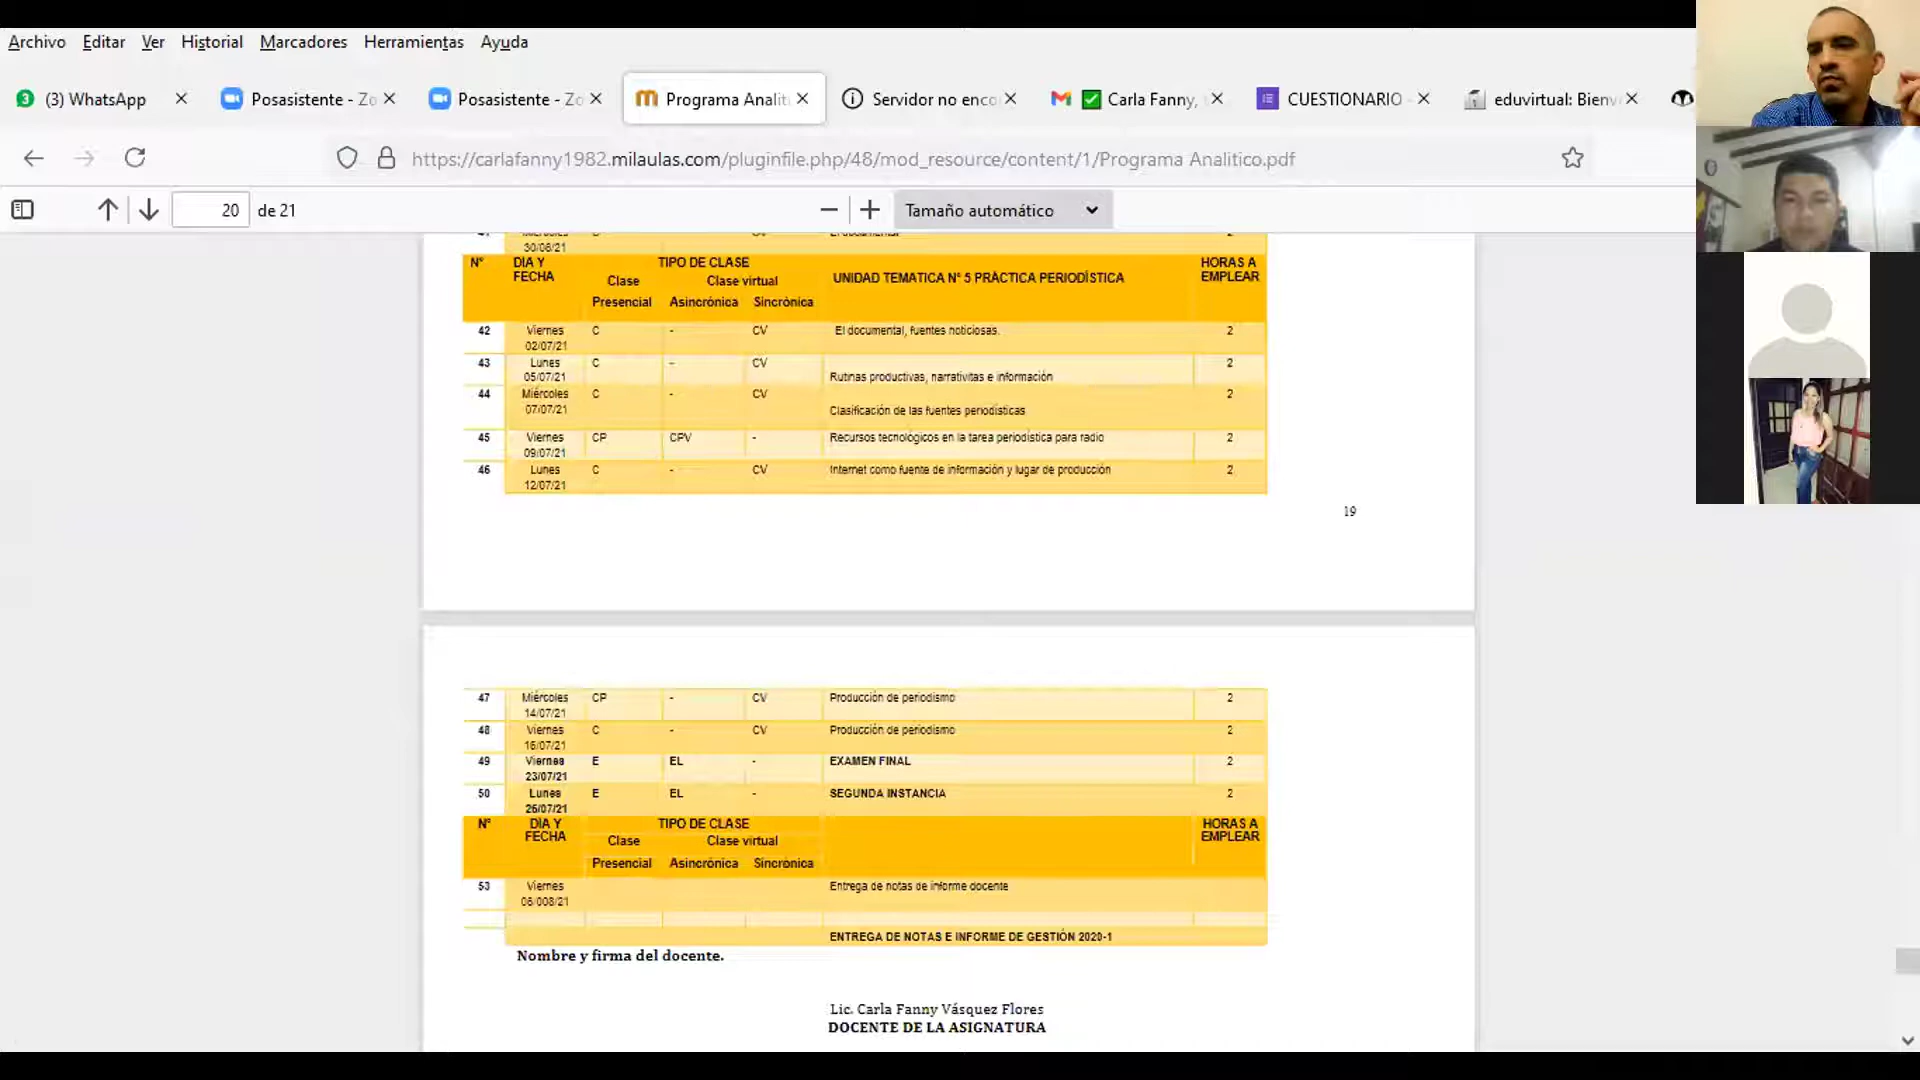 Archivo Editar Ver Historial Marcadores Herramientas Ayuda
(3) WhatsApp
Posasistente - Zo
Posasistente - Zo
Programa Analít
Servidor no enco
Carla Fanny,
CUESTIONARIO
eduvirtual: Bienv
https://carlafanny1982.milaulas.com/pluginfile.php/48/mod_resource/content/1/Programa Analitico.pdf
20 de 21
Tamaño automático
30/06/21
N° DIA Y FECHA TIPO DE CLASE UNIDAD TEMATICA N° 5 PRÀCTICA PERIODÌSTICA HORAS A EMPLEAR
Clase Presencial Clase virtual
Asincrónica Sincrónica
42 Viernes 02/07/21 C - CV El documental, fuentes noticiosas. 2
43 Lunes 05/07/21 C - CV Rutinas productivas, narrativitas e información 2
44 Miércoles 07/07/21 C - CV Clasificación de las fuentes periodísticas 2
45 Viernes 09/07/21 CP CPV - Recursos tecnológicos en la tarea periodística para radio 2
46 Lunes 12/07/21 C - CV Internet como fuente de información y lugar de producción 2
19
47 Miércoles 14/07/21 CP - CV Producción de periodismo 2
48 Viernes 16/07/21 C - CV Producción de periodismo 2
49 Viernes 23/07/21 E EL - EXAMEN FINAL 2
50 Lunes 26/07/21 E EL - SEGUNDA INSTANCIA 2
N° DÌA Y FECHA TIPO DE CLASE HORAS A EMPLEAR
Clase Presencial Clase virtual
Asincrónica Sincrónica
53 Viernes 06/008/21 Entrega de notas de informe docente
ENTREGA DE NOTAS E INFORME DE GESTIÓN 2020-1
Nombre y firma del docente.
Lic. Carla Fanny Vásquez Flores
DOCENTE DE LA ASIGNATURA